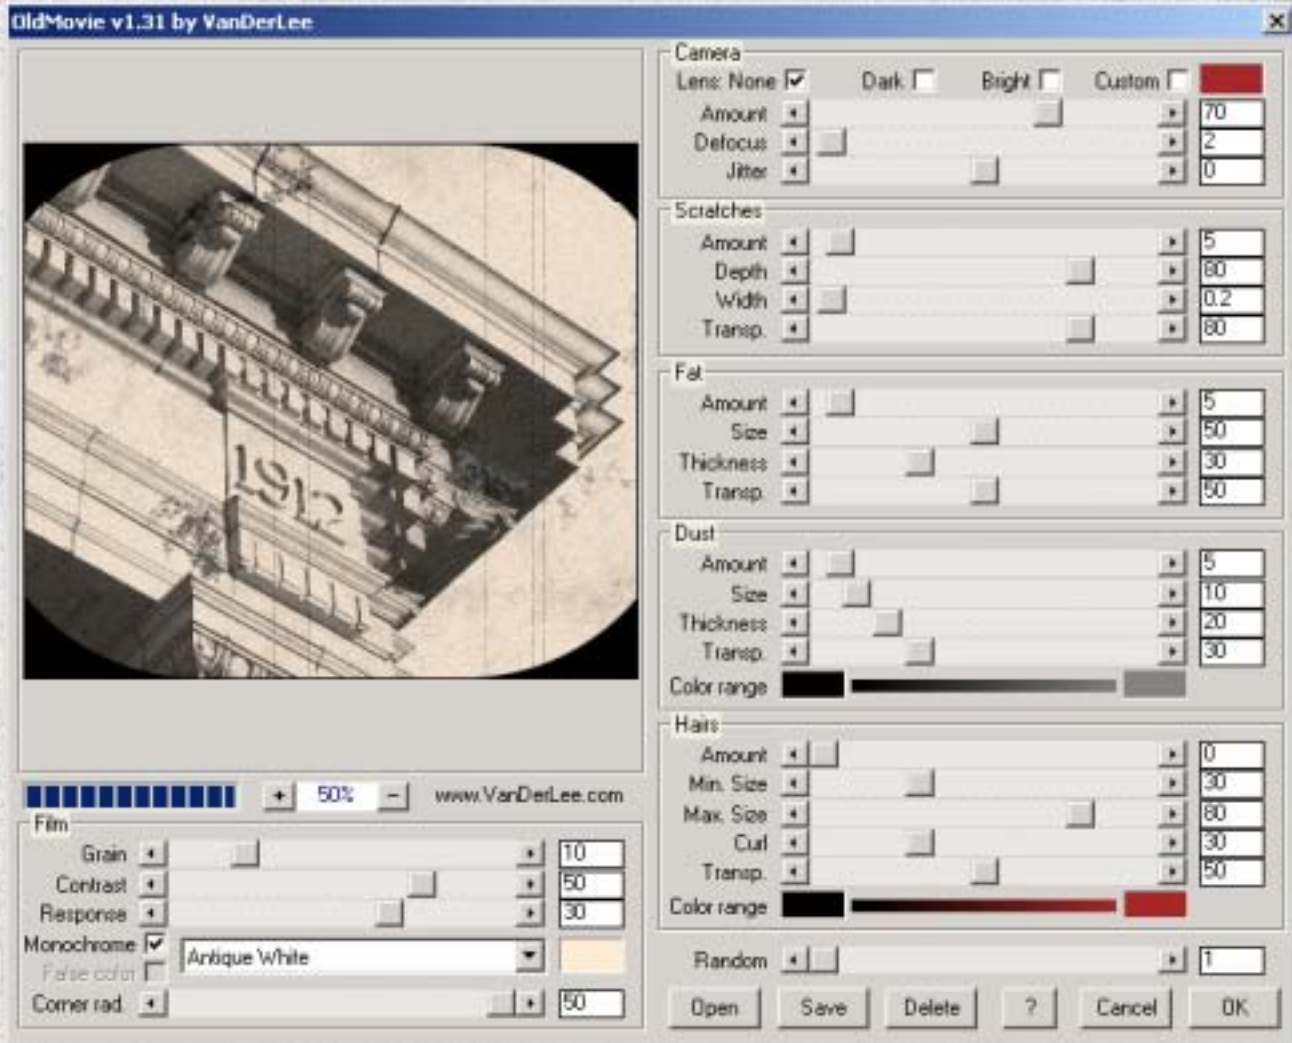 OldMovie v1.31 by VanDerLee
1912
50%
www.VanDerLee.com
Film
Grain 10
Contrast 50
Response 30
Monochrome Antique White
False color
Corner rad. 50
Camera
Lens: None Dark Bright Custom
Amount 70
Defocus 2
Jitter 0
Scratches
Amount 5
Depth 80
Width 0.2
Transp. 80
Fat
Amount 5
Size 50
Thickness 30
Transp. 50
Dust
Amount 5
Size 10
Thickness 20
Transp. 30
Color range
Hairs
Amount 0
Min. Size 30
Max. Size 80
Curl 30
Transp. 50
Color range
Random 1
Open Save Delete ? Cancel OK